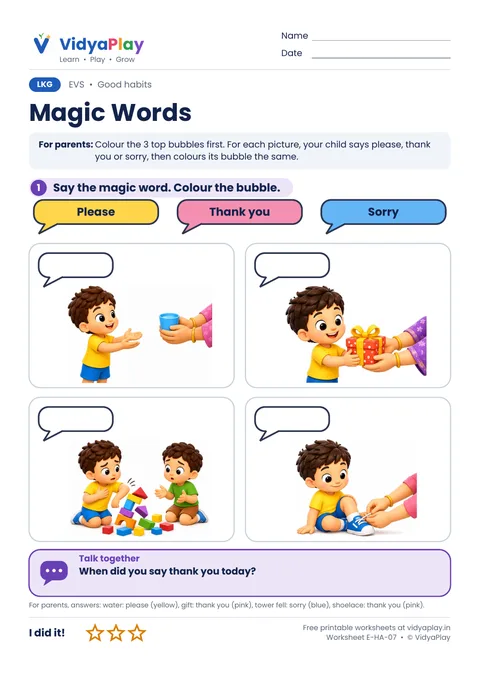 VidyaPlay
Learn • Play • Grow
Name
Date
LKG EVS • Good habits
Magic Words
For parents: Colour the 3 top bubbles first. For each picture, your child says please, thank
you or sorry, then colours its bubble the same.
1 Say the magic word. Colour the bubble.
Please Thank you Sorry
Talk together
When did you say thank you today?
For parents, answers: water: please (yellow), gift: thank you (pink), tower fell: sorry (blue), shoelace: thank you (pink).
I did it!
Free printable worksheets at vidyaplay.in
Worksheet E-HA-07 • © VidyaPlay